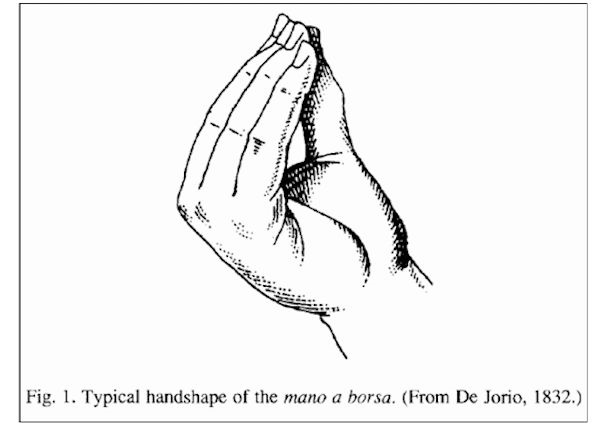 Fig. 1. Typical handshape of the mano a borsa. (From De Jorio, 1832.)